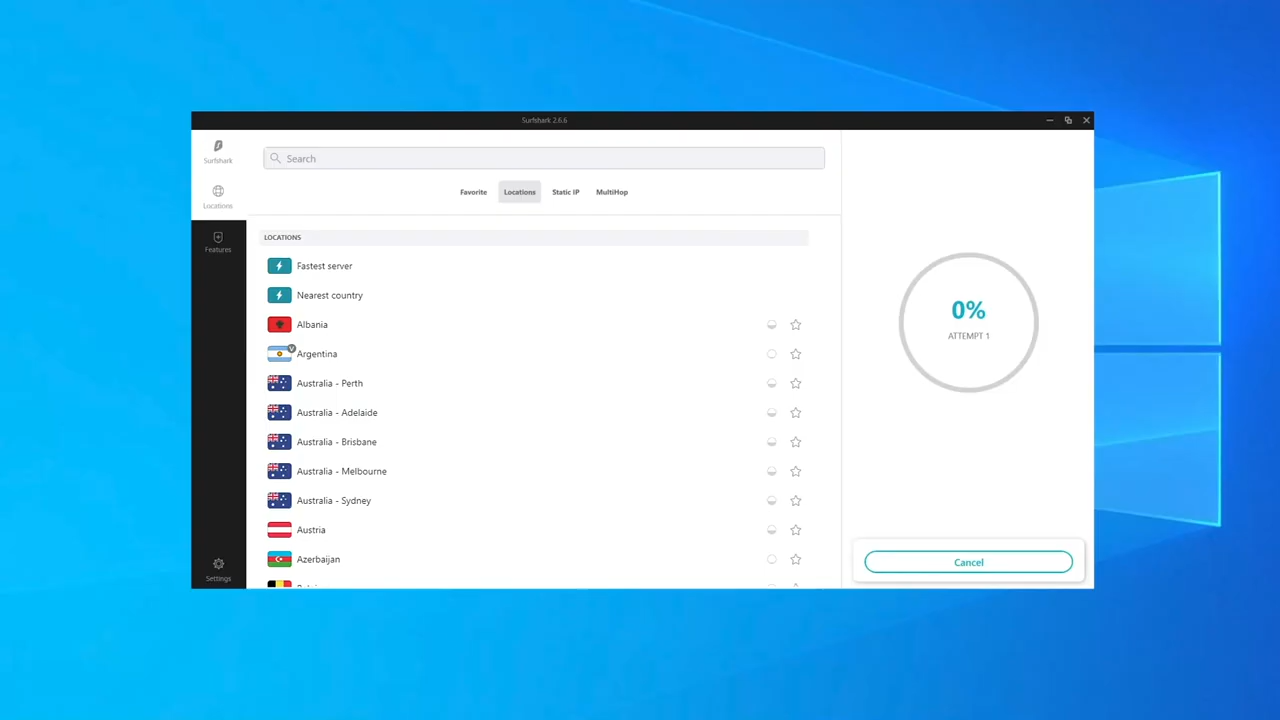 Surfshark 2.6.6
Surfshark
Locations
Features
Settings
Search
Favorite
Locations
Static IP
MultiHop
LOCATIONS
Fastest server
Nearest country
Albania
V
Argentina
Australia - Perth
Australia - Adelaide
Australia - Brisbane
Australia - Melbourne
Australia - Sydney
Austria
Azerbaijan
0%
ATTEMPT 1
Cancel